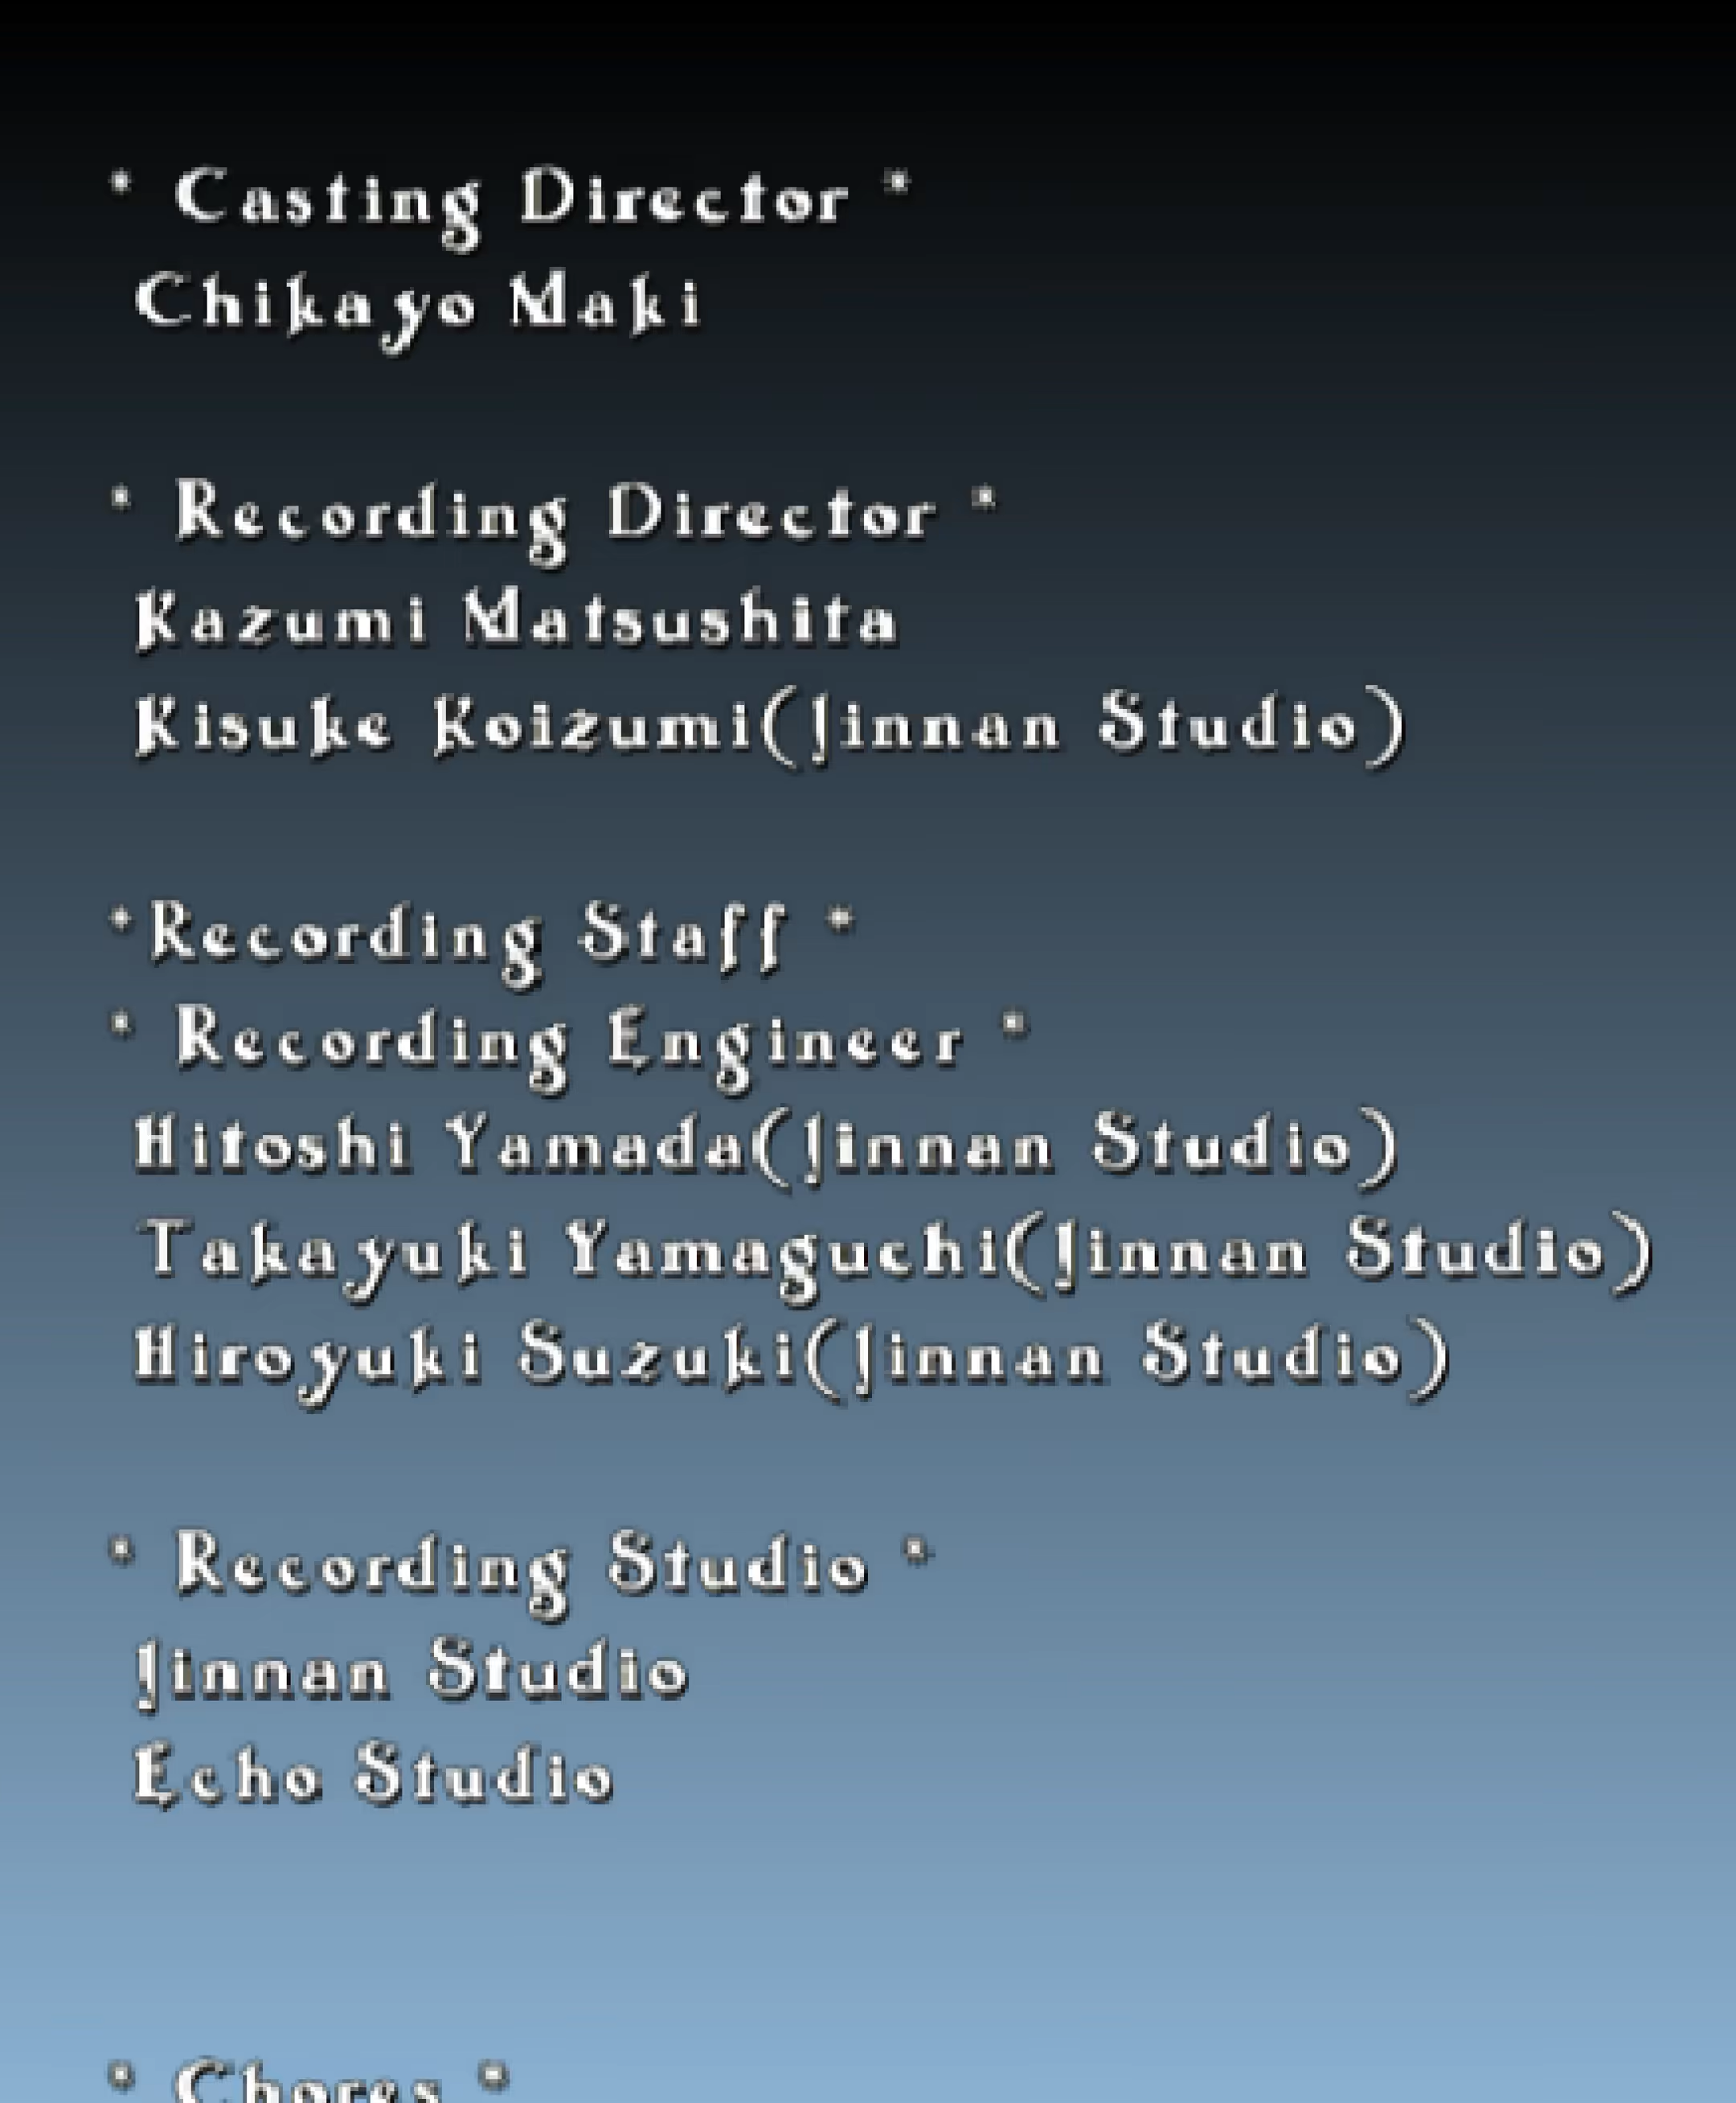 * Casting Director *
Chikayo Maki
* Recording Director *
Kazumi Matsushita
Kisuke Koizumi(Jinnan Studio)
*Recording Staff *
* Recording Engineer *
Hitoshi Yamada(Jinnan Studio)
Takayuki Yamaguchi(Jinnan Studio)
Hiroyuki Suzuki(Jinnan Studio)
* Recording Studio *
Jinnan Studio
Echo Studio
* Chores *